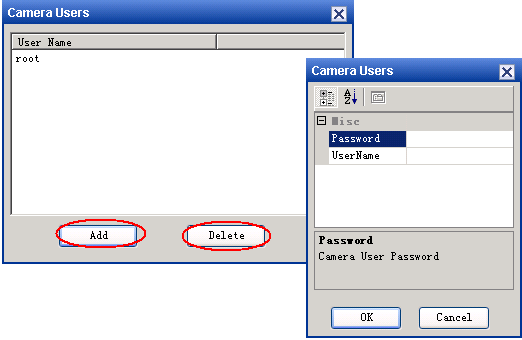 Camera Users
User Name
root
Add
Delete
Camera Users
Misc
Password
UserName
Password
Camera User Password
OK
Cancel